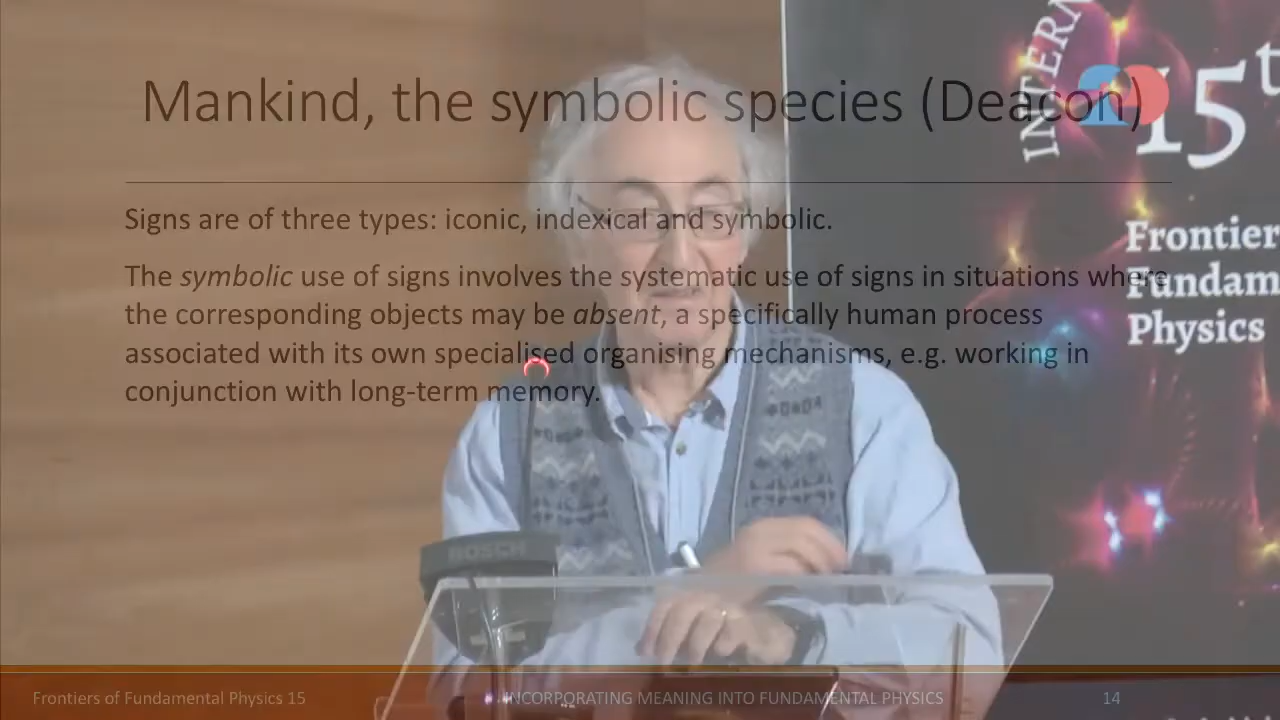 Mankind, the symbolic species (Deacon)
INTERN
15t
Signs are of three types: iconic, indexical and symbolic.
The symbolic use of signs involves the systematic use of signs in situations where
the corresponding objects may be absent, a specifically human process
associated with its own specialised organising mechanisms, e.g. working in
conjunction with long-term memory.
Frontier
Fundam
Physics
BOSCH
Frontiers of Fundamental Physics 15
INCORPORATING MEANING INTO FUNDAMENTAL PHYSICS
14